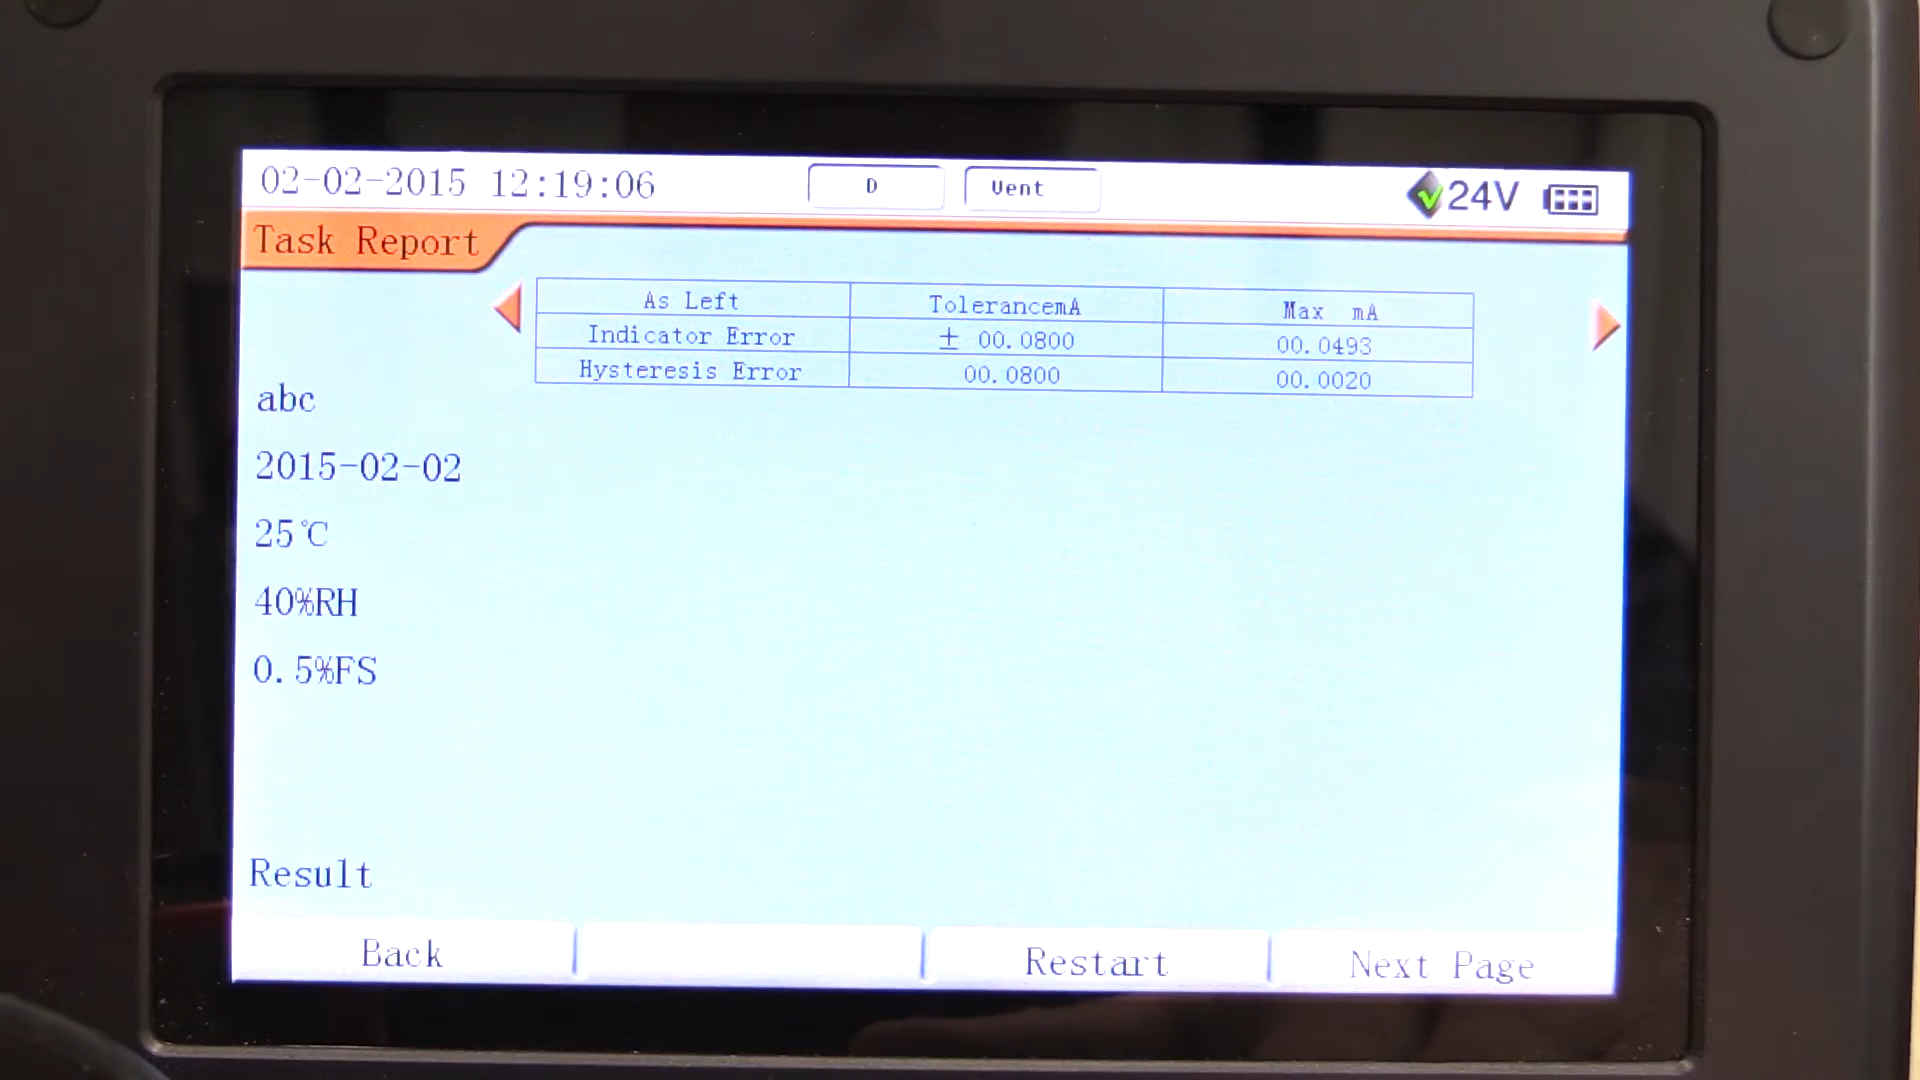 02-02-2015 12:19:06 D Vent 24V
Task Report
As Left TolerancemA Max mA
Indicator Error ± 00.0800 00.0493
Hysteresis Error 00.0800 00.0020
abc
2015-02-02
25℃
40%RH
0.5%FS
Result
Back Restart Next Page